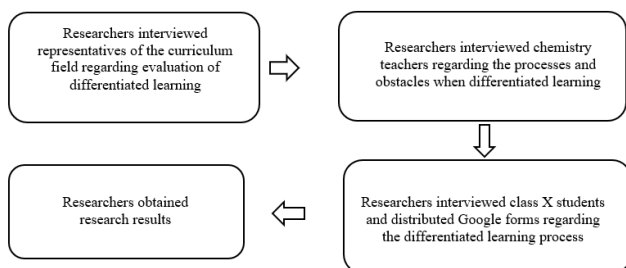 Researchers interviewed
representatives of the curriculum
field regarding evaluation of
differentiated learning
Researchers interviewed chemistry
teachers regarding the processes and
obstacles when differentiated learning
Researchers interviewed class X students
and distributed Google forms regarding
the differentiated learning process
Researchers obtained
research results